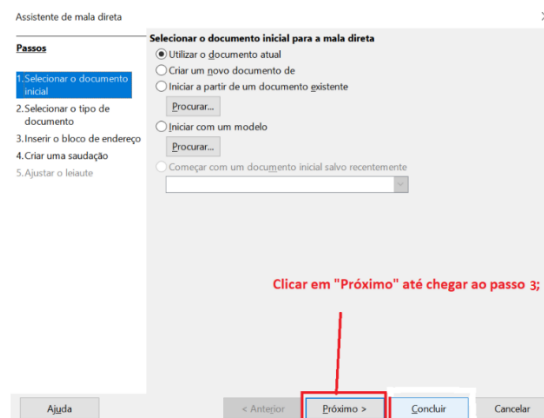 Assistente de mala direta
Passos
1.Selecionar o documento
inicial
2.Selecionar o tipo de
documento
3.Inserir o bloco de endereço
4.Criar uma saudação
5.Ajustar o leiaute
Selecionar o documento inicial para a mala direta
Utilizar o documento atual
Criar um novo documento de
Iniciar a partir de um documento existente
Procurar...
Iniciar com um modelo
Procurar...
Começar com um documento inicial salvo recentemente
Clicar em "Próximo" até chegar ao passo 3;
Ajuda
< Anterior
Próximo >
Concluir
Cancelar